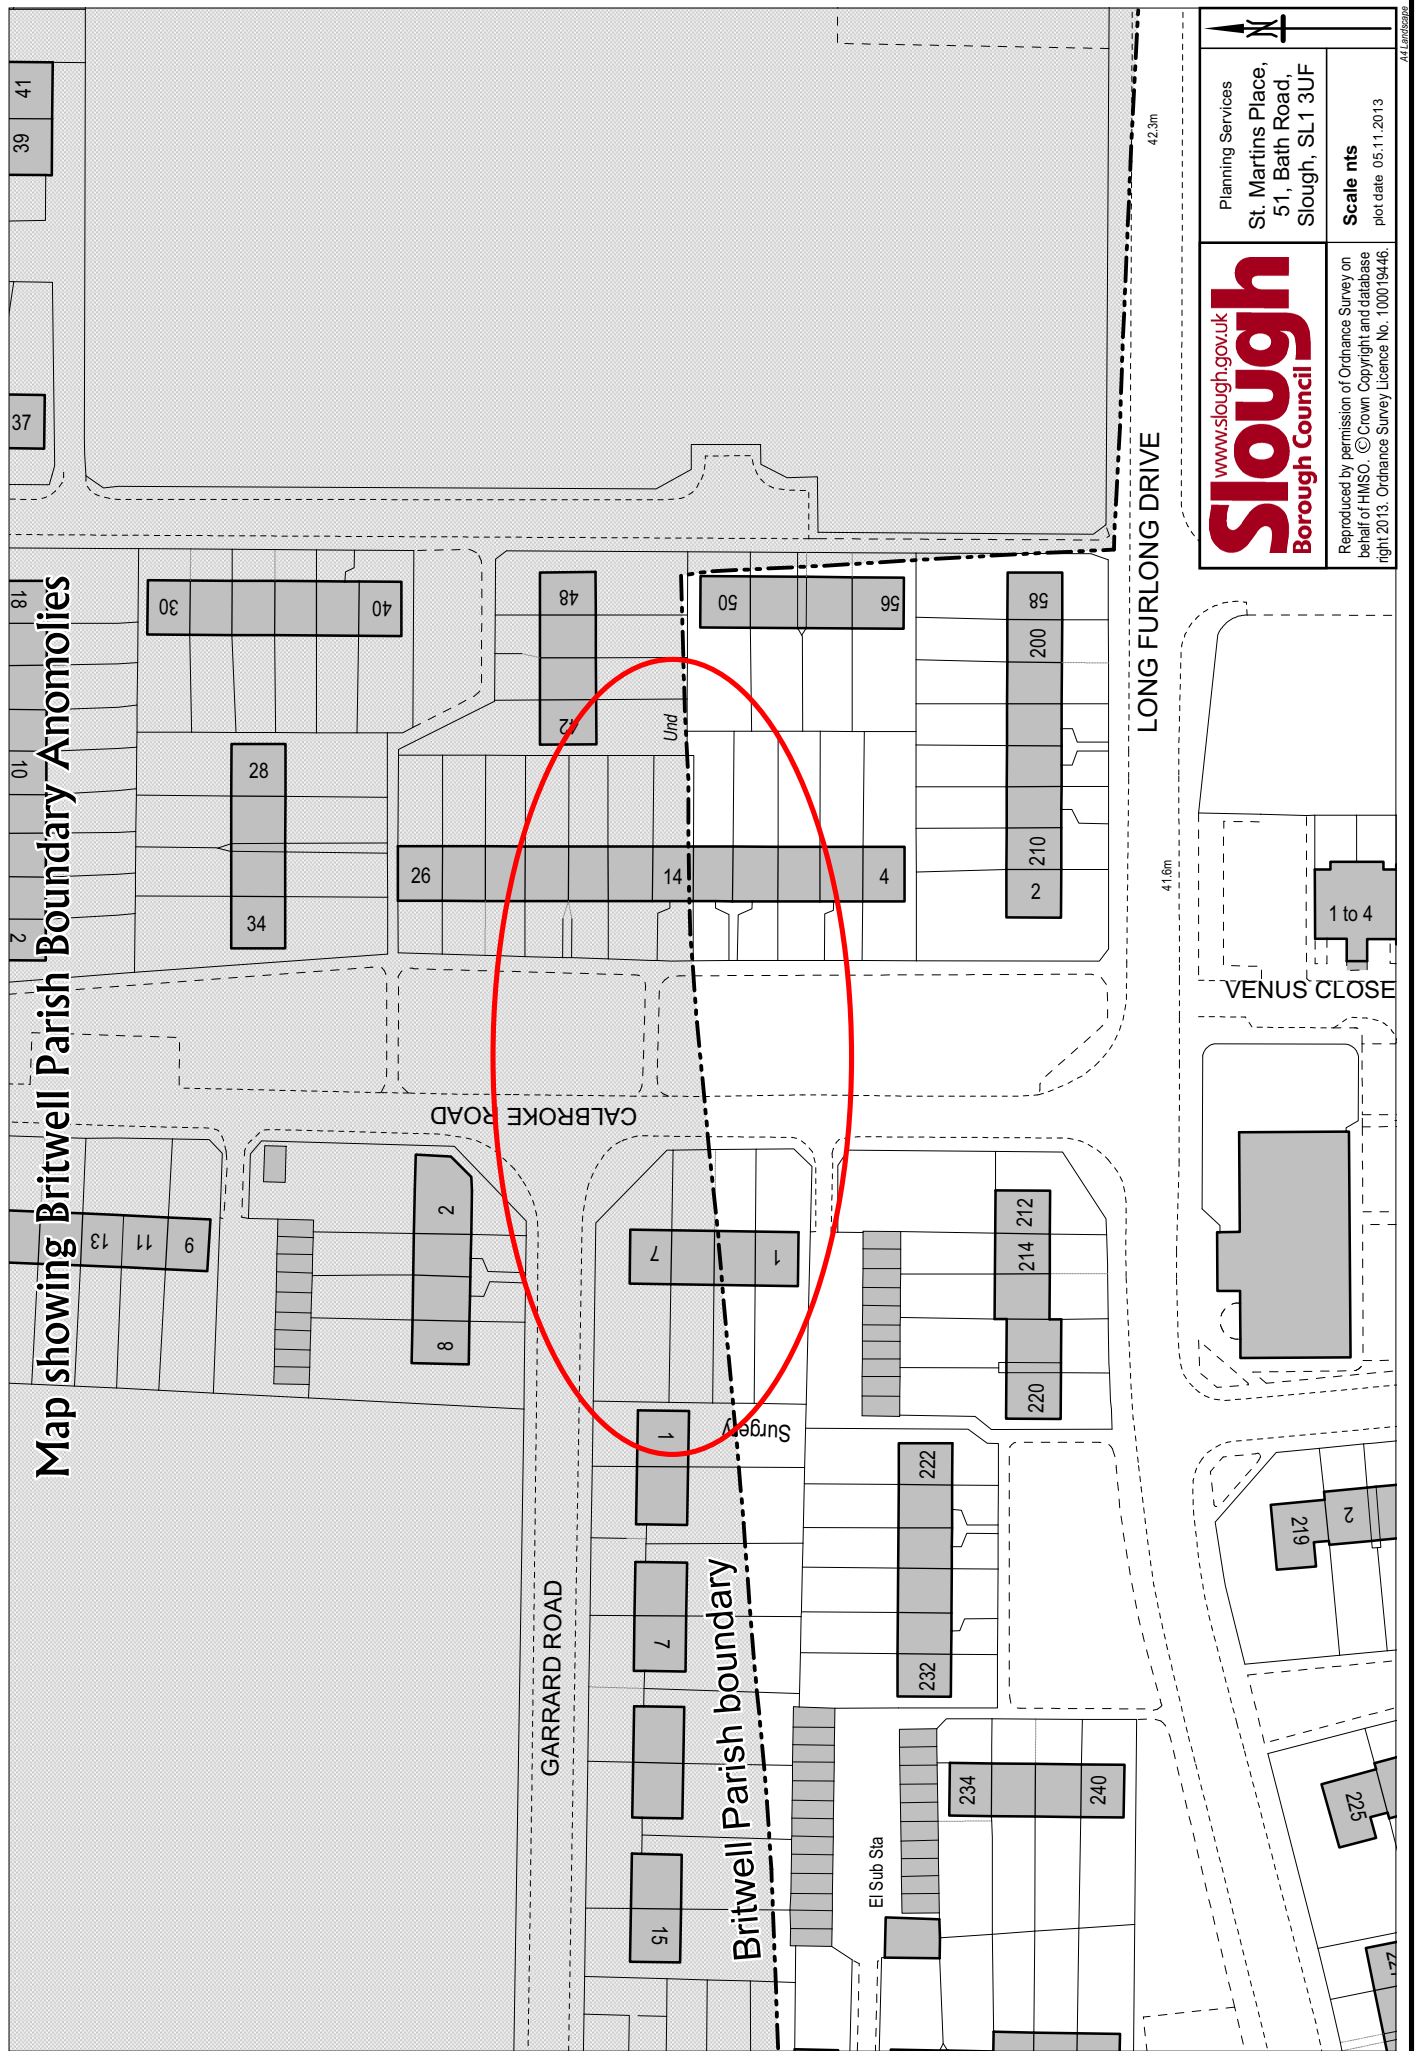 Map showing Britwell Parish Boundary Anomolies
41
39
37
18
10
2
30
40
28
34
48
42
Und
50
56
58
200
210
2
26
14
4
CALBROKE ROAD
LONG FURLONG DRIVE
42.3m
41.6m
VENUS CLOSE
1 to 4
13
11
9
2
8
7
1
1
Surgery
7
15
GARRARD ROAD
Britwell Parish boundary
212
214
220
222
232
234
240
El Sub Sta
219
2
225
N
Planning Services
St. Martins Place,
51, Bath Road,
Slough, SL1 3UF
Scale nts
plot date 05.11.2013
www.slough.gov.uk
Slough
Borough Council
Reproduced by permission of Ordnance Survey on
behalf of HMSO. © Crown Copyright and database
right 2013. Ordnance Survey Licence No. 100019446.
A4 Landscape